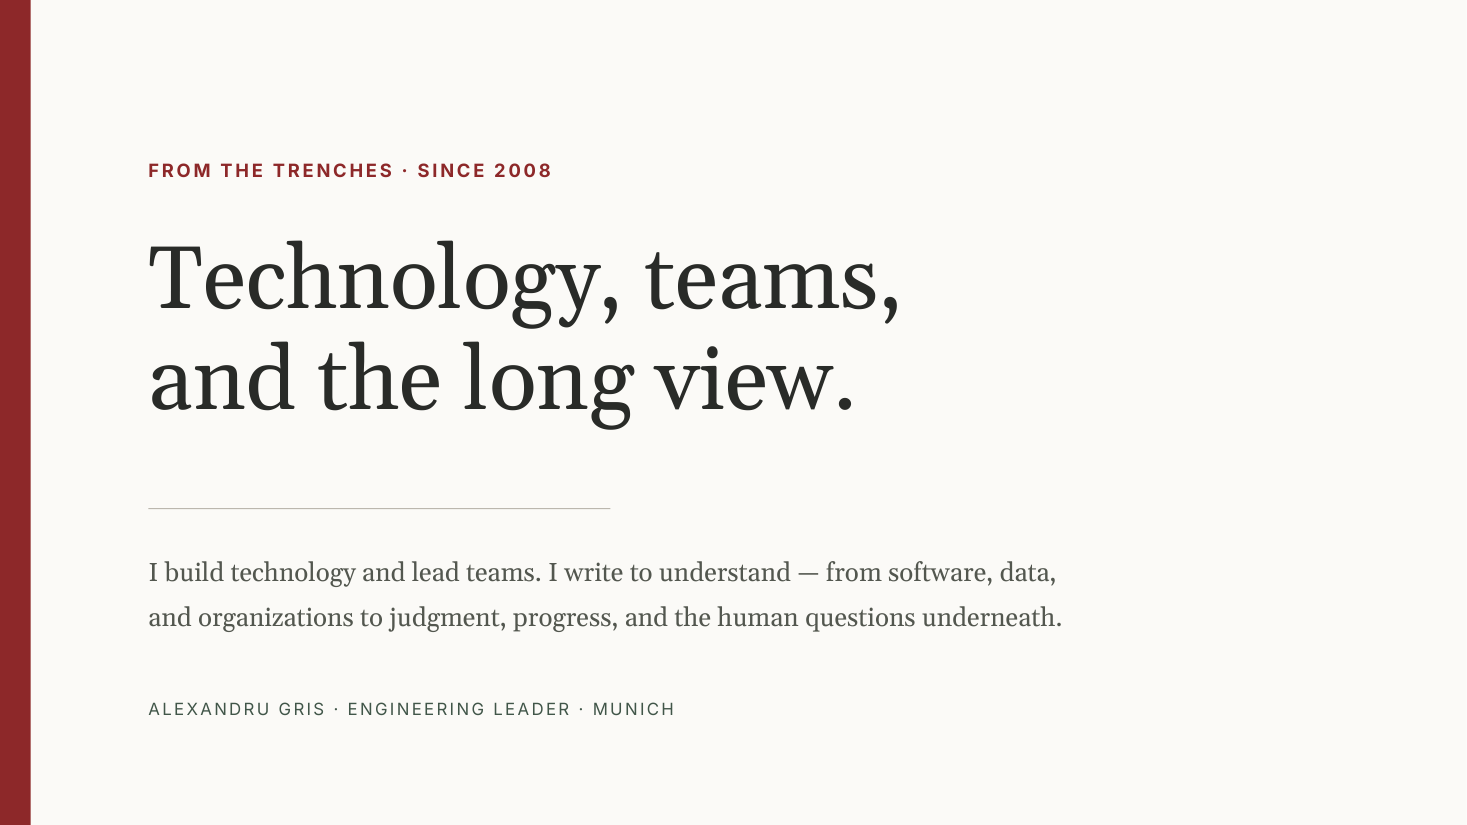 FROM THE TRENCHES · SINCE 2008
Technology, teams,
and the long view.
I build technology and lead teams. I write to understand — from software, data,
and organizations to judgment, progress, and the human questions underneath.
ALEXANDRU GRIS · ENGINEERING LEADER · MUNICH